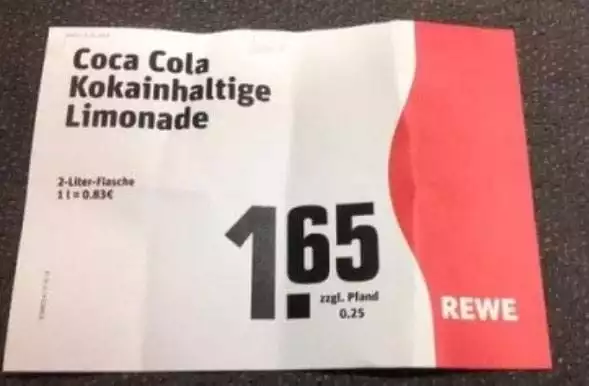 Coca Cola
Kokainhaltige
Limonade
2-Liter-Flasche
1 l = 0.83€
1.65
zzgl. Pfand
0.25
REWE